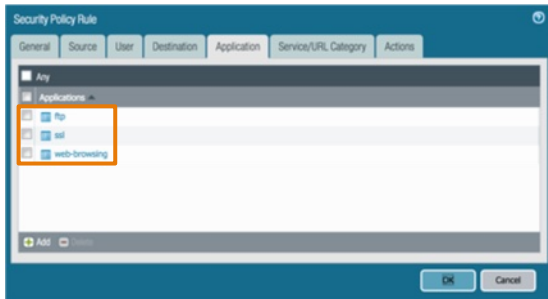 Security Policy Rule
General Source User Destination Application Service/URL Category Actions
Any
Applications
ftp
ssl
web-browsing
Add Delete
OK Cancel